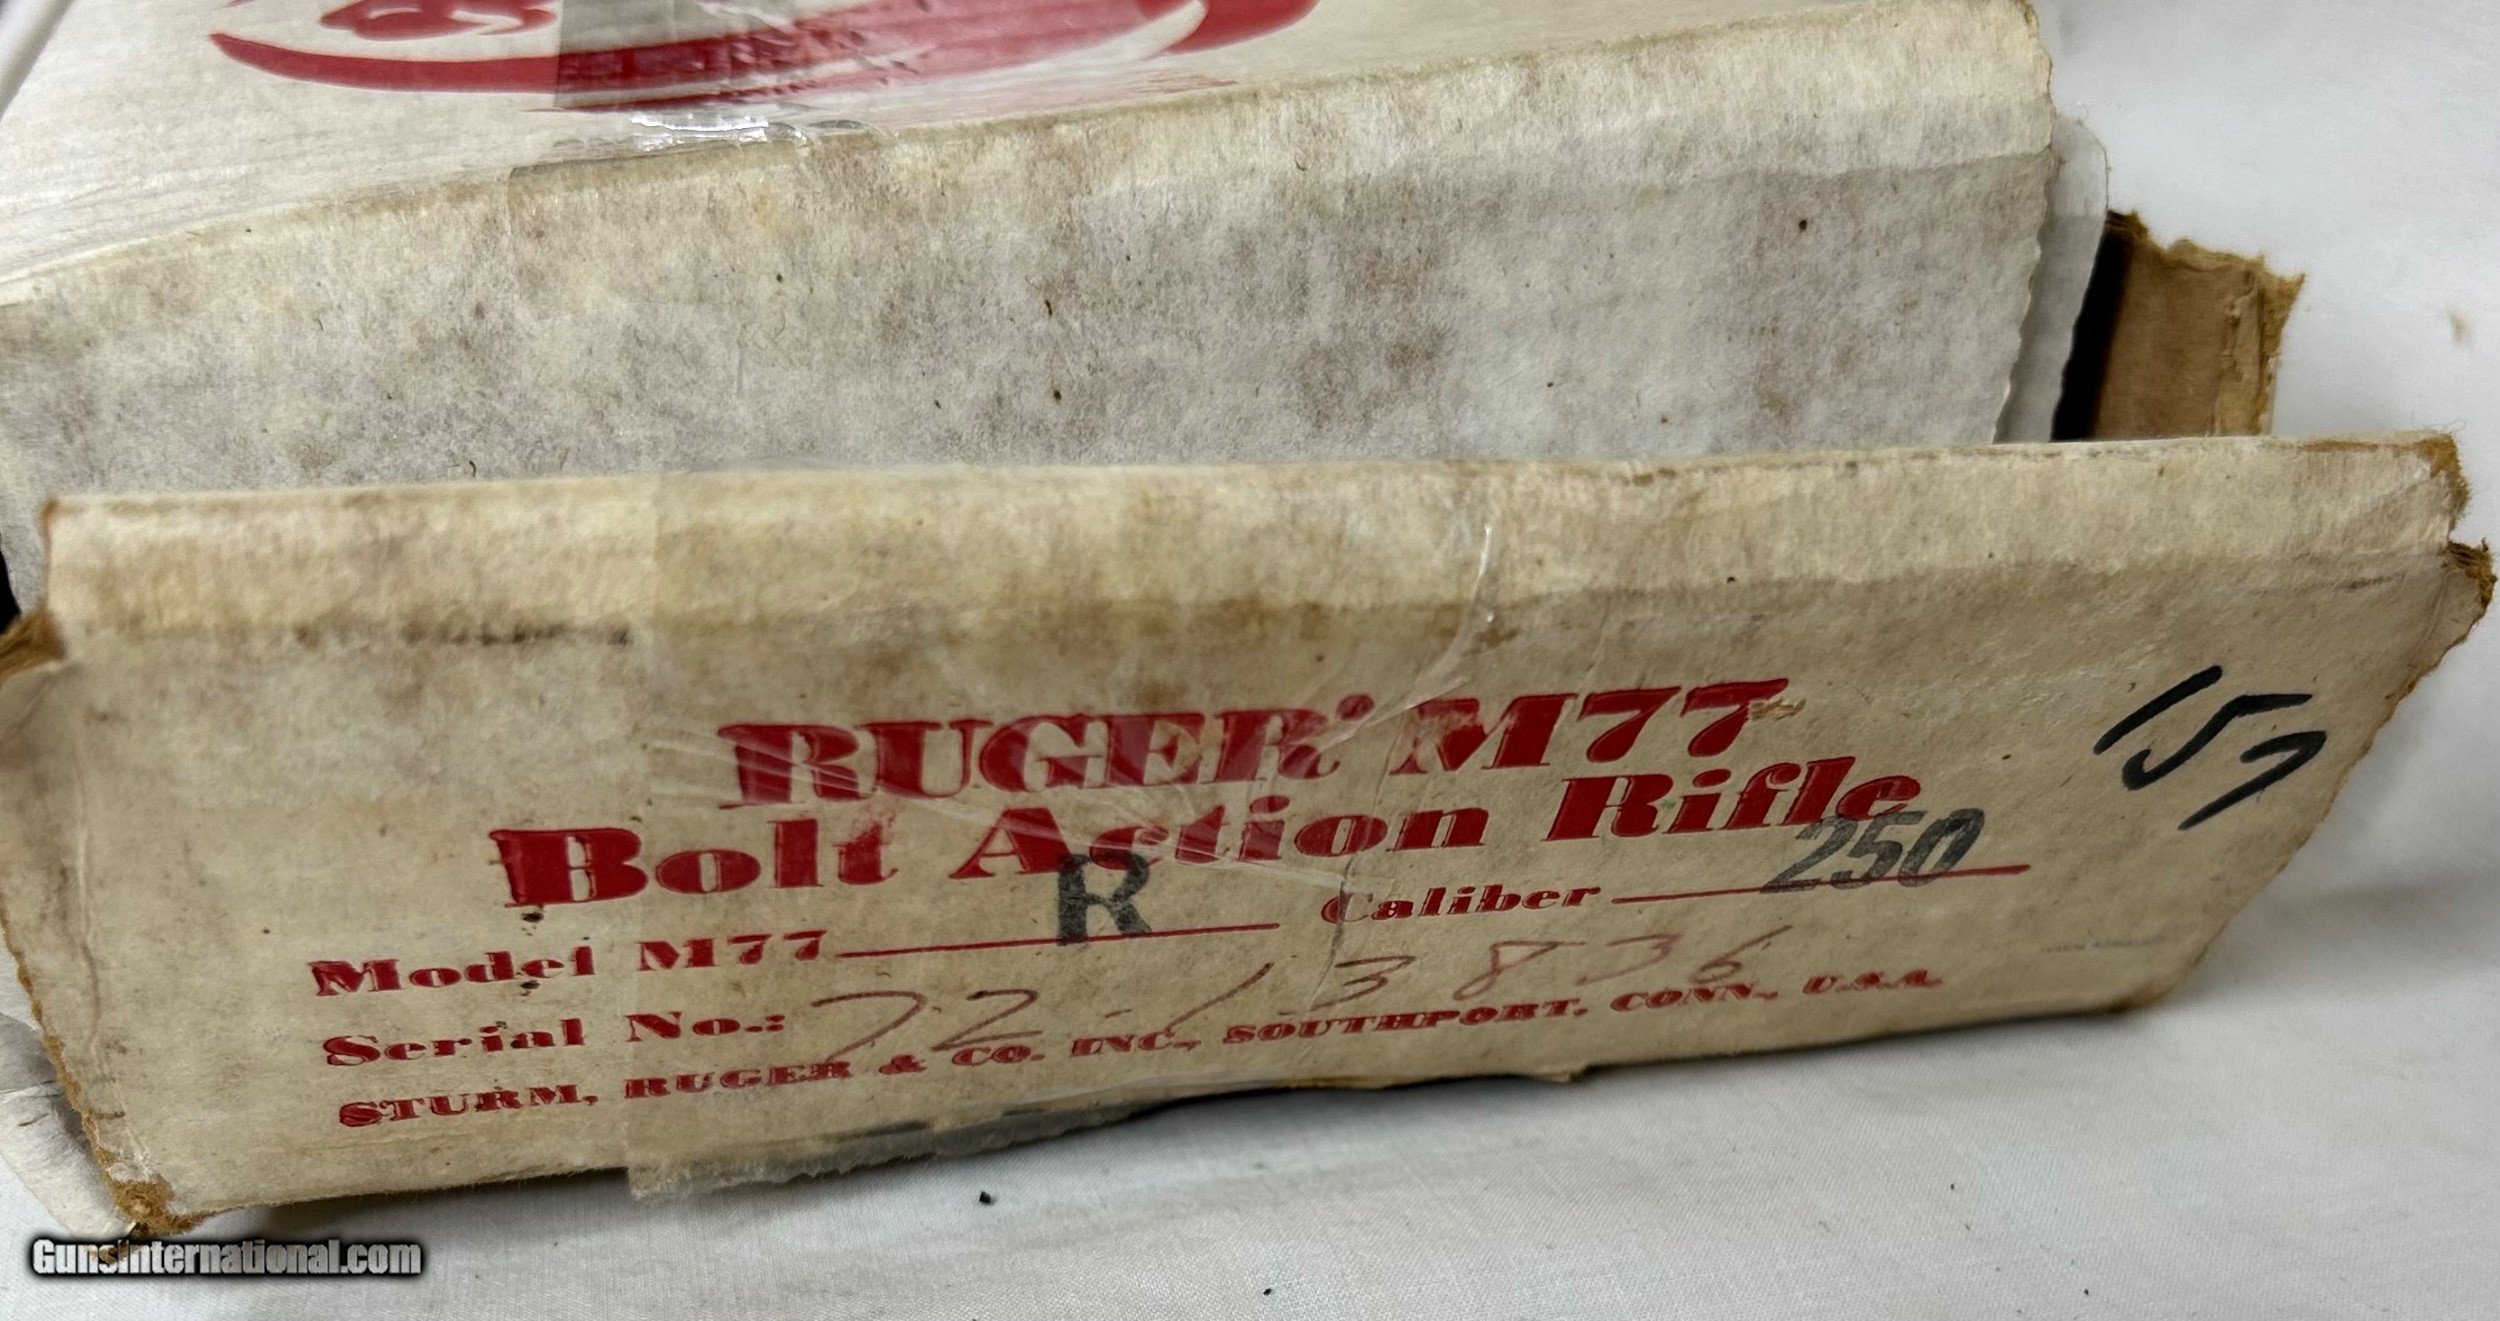 RUGER® M77
157
Bolt Action Rifle
Model M77 R Caliber 250
Serial No.: 72-13836
STURM, RUGER & CO. INC., SOUTHPORT, CONN., U.S.A.
GunsInternational.com